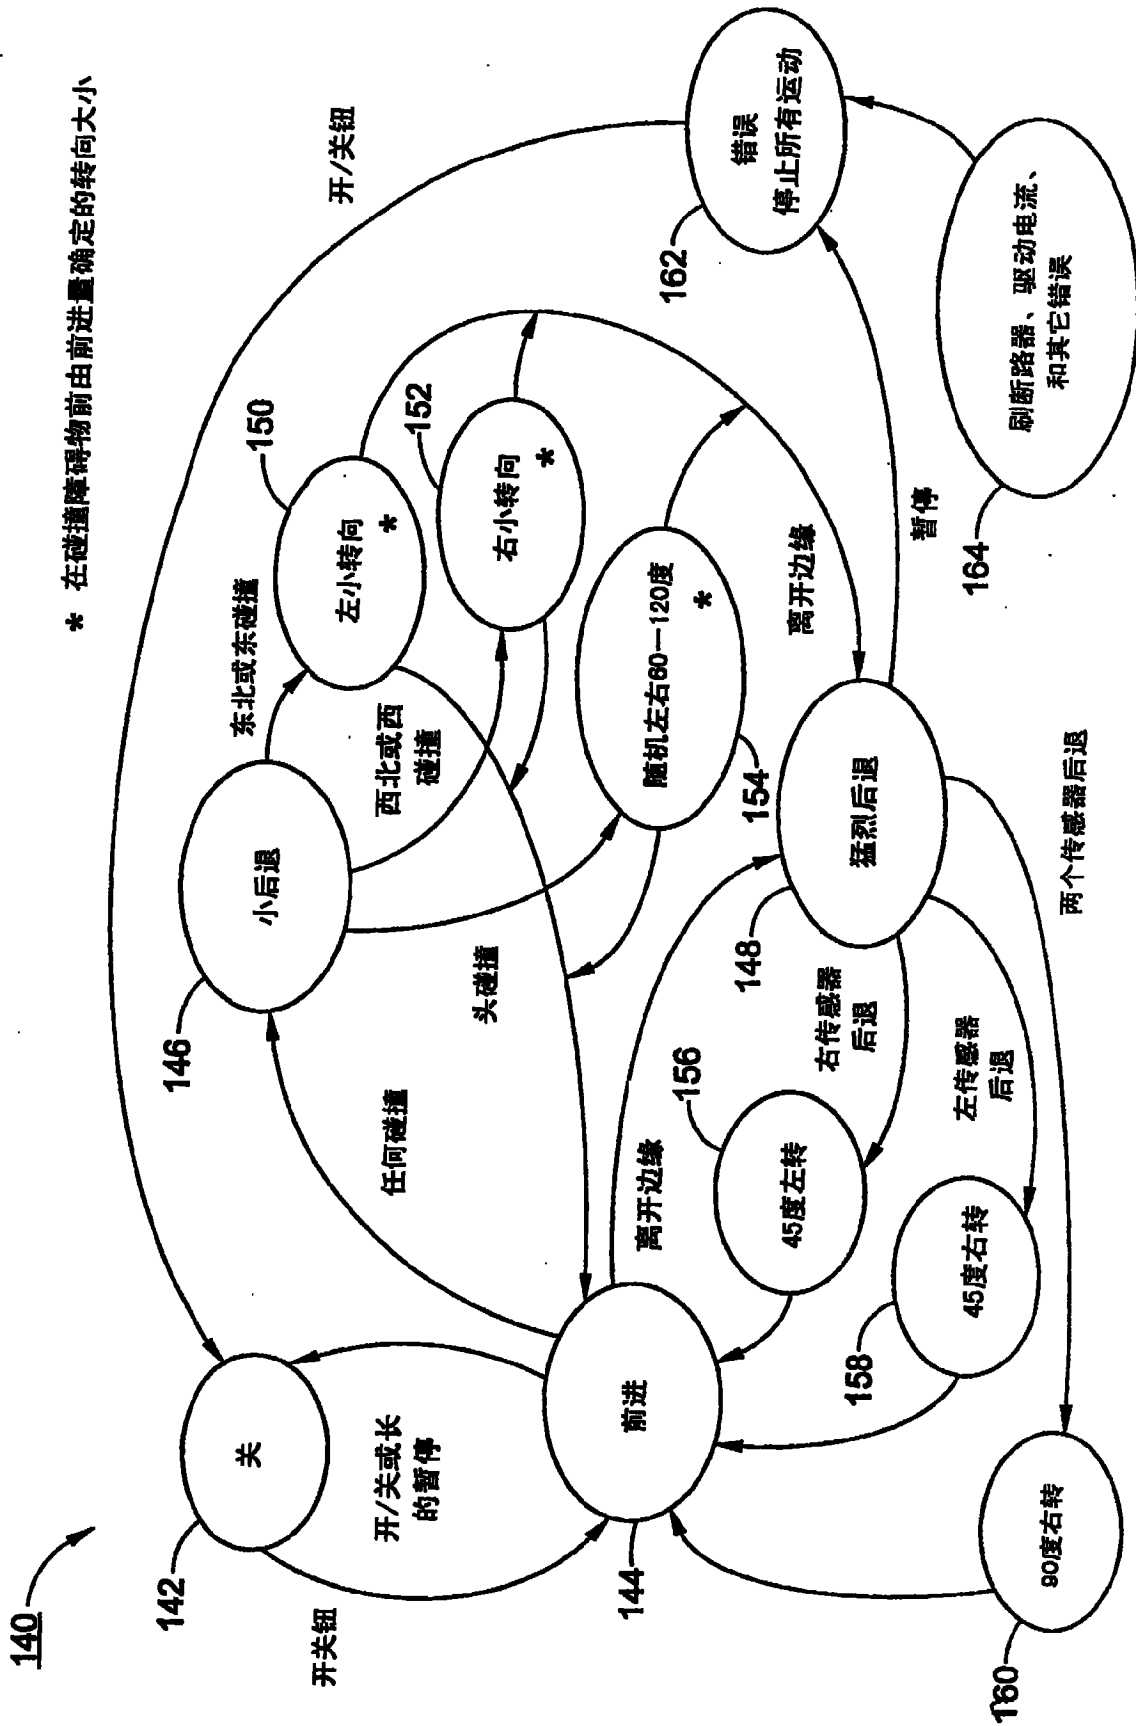 140
* 在碰撞障碍物前由前进量确定的转向大小
开/关钮
142
关
开关钮
开/关或长
的暂停
任何碰撞
146
小后退
东北或东碰撞
150
左小转向
*
西北或西
碰撞
152
右小转向
*
头碰撞
随机左右60—120度
*
154
162
错误
停止所有运动
144
前进
离开边缘
离开边缘
156
45度左转
右传感器
后退
148
猛烈后退
暂停
158
45度右转
左传感器
后退
164
刷断路器、驱动电流、
和其它错误
160
90度右转
两个传感器后退